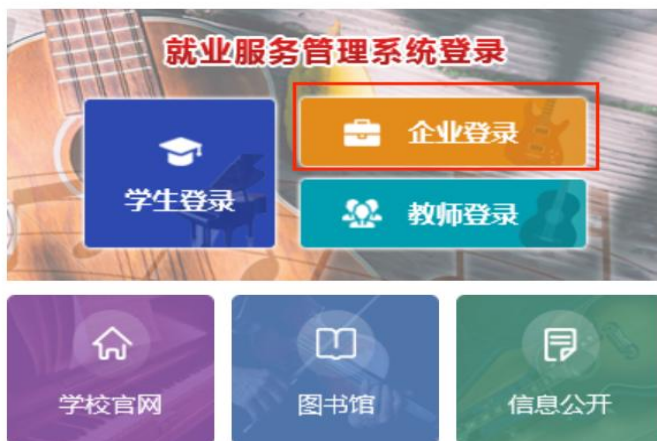 就业服务管理系统登录
企业登录
学生登录
教师登录
学校官网
图书馆
信息公开